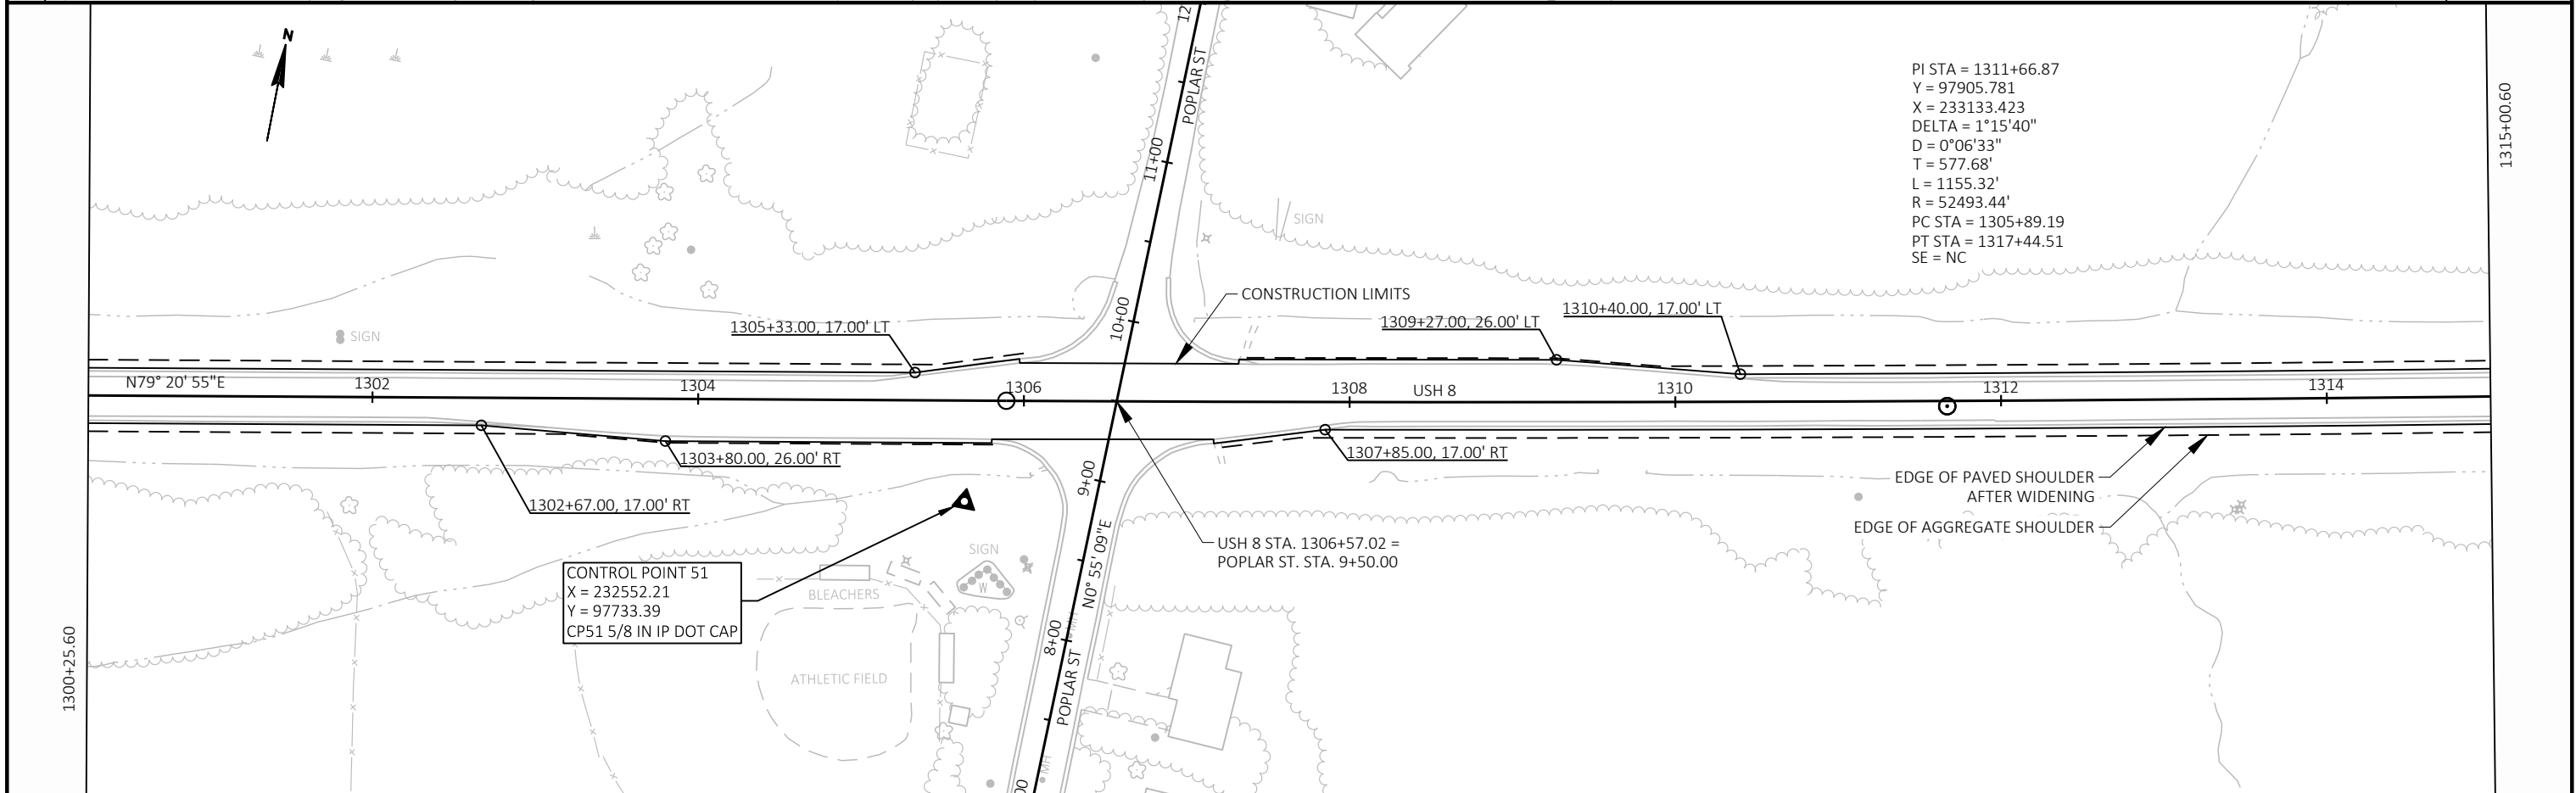 N
12
POPLAR ST
11+00
10+00
PI STA = 1311+66.87
Y = 97905.781
X = 233133.423
DELTA = 1°15'40"
D = 0°06'33"
T = 577.68'
L = 1155.32'
R = 52493.44'
PC STA = 1305+89.19
PT STA = 1317+44.51
SE = NC
1315+00.60
SIGN
CONSTRUCTION LIMITS
1305+33.00, 17.00' LT
1309+27.00, 26.00' LT
1310+40.00, 17.00' LT
SIGN
N79° 20' 55"E
1302
1304
1306
1308
USH 8
1310
1312
1314
1303+80.00, 26.00' RT
1307+85.00, 17.00' RT
1302+67.00, 17.00' RT
9+00
EDGE OF PAVED SHOULDER
AFTER WIDENING
EDGE OF AGGREGATE SHOULDER
USH 8 STA. 1306+57.02 =
POPLAR ST. STA. 9+50.00
N0° 55' 09"E
SIGN
W
BLEACHERS
CONTROL POINT 51
X = 232552.21
Y = 97733.39
CP51 5/8 IN IP DOT CAP
1300+25.60
8+00
MH
POPLAR ST
ATHLETIC FIELD
MH
00